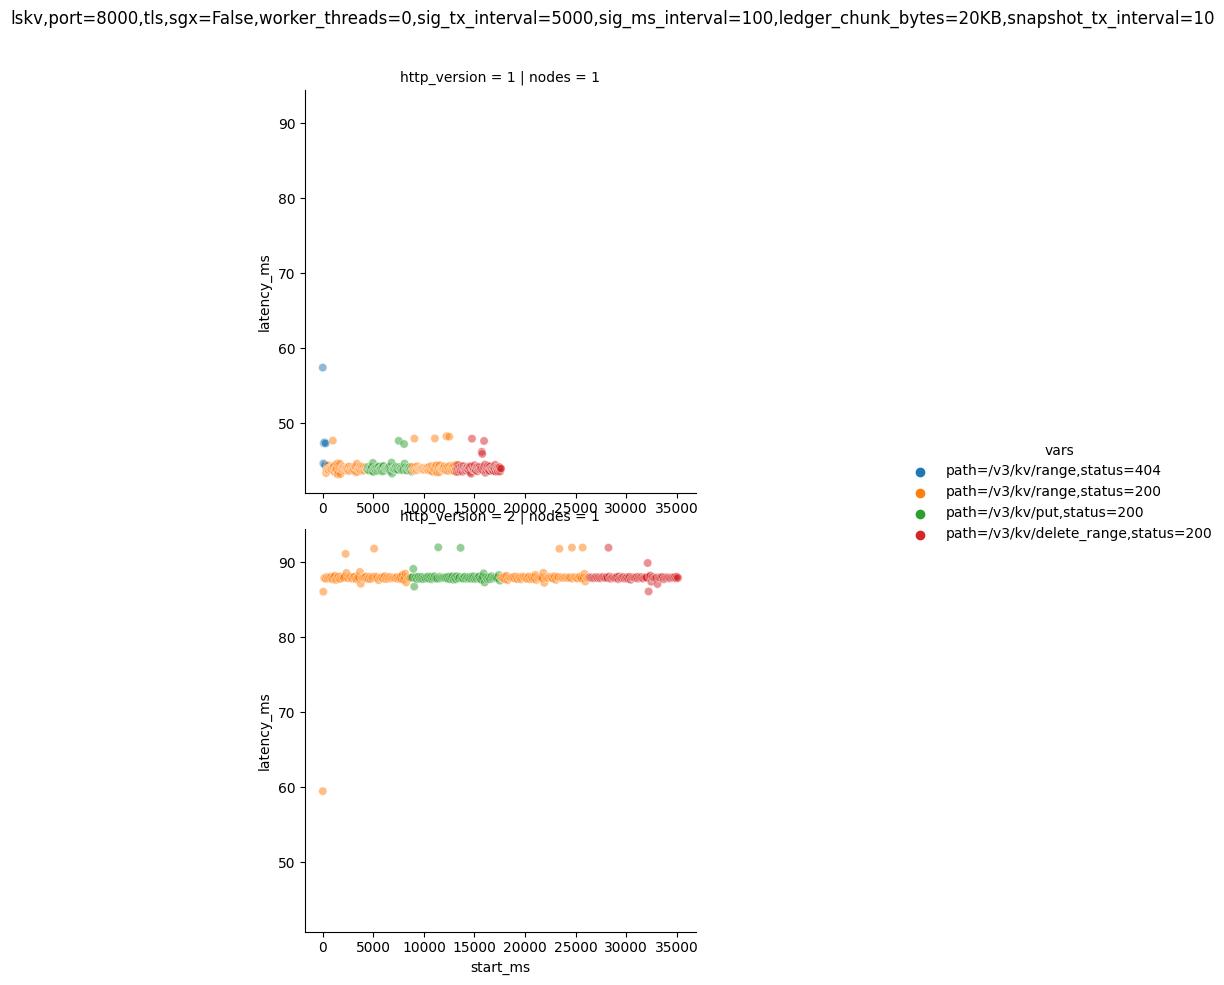 lskv,port=8000,tls,sgx=False,worker_threads=0,sig_tx_interval=5000,sig_ms_interval=100,ledger_chunk_bytes=20KB,snapshot_tx_interval=10
http_version = 1 | nodes = 1
90
80
70
60
50
latency_ms
0 5000 10000 15000 20000 25000 30000 35000
http_version = 2 | nodes = 1
90
80
70
60
50
latency_ms
0 5000 10000 15000 20000 25000 30000 35000
start_ms
vars
path=/v3/kv/range,status=404
path=/v3/kv/range,status=200
path=/v3/kv/put,status=200
path=/v3/kv/delete_range,status=200